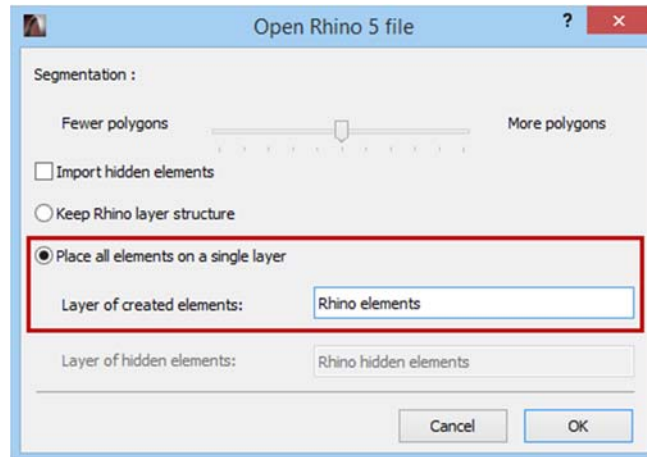 Open Rhino 5 file
?
Segmentation :
Fewer polygons More polygons
Import hidden elements
Keep Rhino layer structure
Place all elements on a single layer
Layer of created elements: Rhino elements
Layer of hidden elements: Rhino hidden elements
Cancel OK